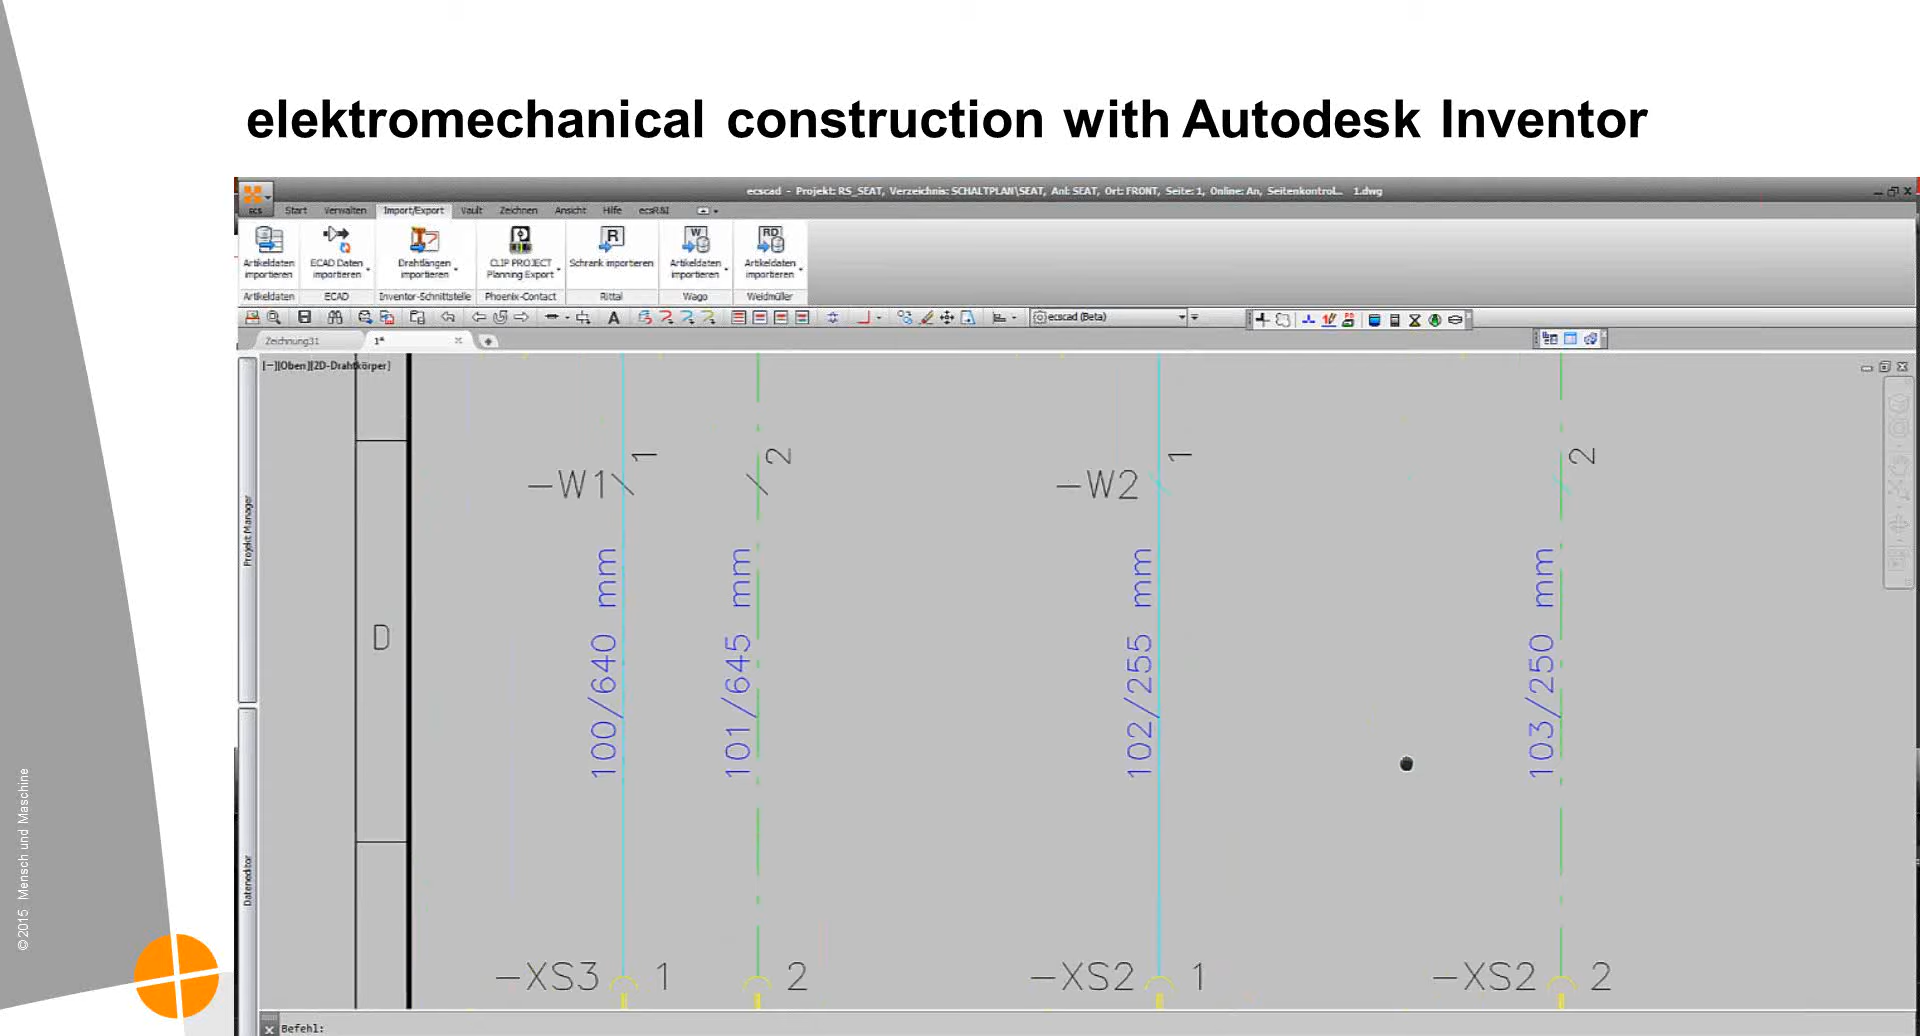 elektromechanical construction with Autodesk Inventor
ecscad - Projekt: RS_SEAT, Verzeichnis: SCHALTPLAN\SEAT, Anl: SEAT, Ort: FRONT, Seite: 1, Online: An, Seitenkontrol... 1.dwg
ecs Start Verwalten Import/Export Vault Zeichnen Ansicht Hilfe ecsR&I
Artikeldaten importieren
ECAD Daten importieren
Drahtlängen importieren
CLIP PROJECT Planning Export
R
Schrank importieren
W
Artikeldaten importieren
RD
Artikeldaten importieren
Artikeldaten ECAD Inventor-Schnittstelle Phoenix-Contact Rittal Wago Weidmüller
A
ecscad (Beta)
Zeichnung31 1*
[−][Oben][2D-Drahtkörper]
Projekt Manager
Dateneditor
D
−W1 1 2 −W2 1 2
100/640 mm
101/645 mm
102/255 mm
103/250 mm
−XS3 1 2 −XS2 1 −XS2 2
Befehl:
©2015 Mensch und Maschine